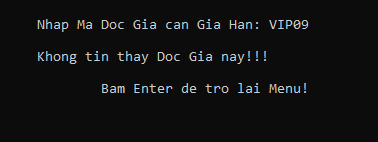 Nhap Ma Doc Gia can Gia Han: VIP09
Khong tin thay Doc Gia nay!!!
Bam Enter de tro lai Menu!